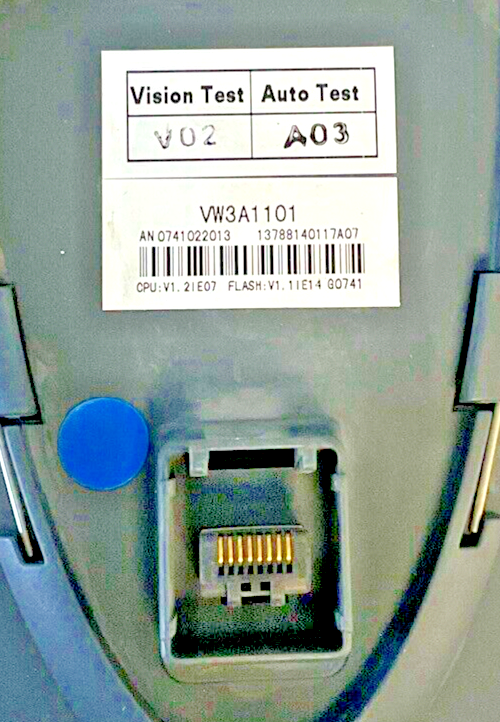 Vision Test Auto Test
V02 A03
VW3A1101
AN 0741022013 13788140117A07
CPU:V1.2IE07 FLASH:V1.1IE14 G0741